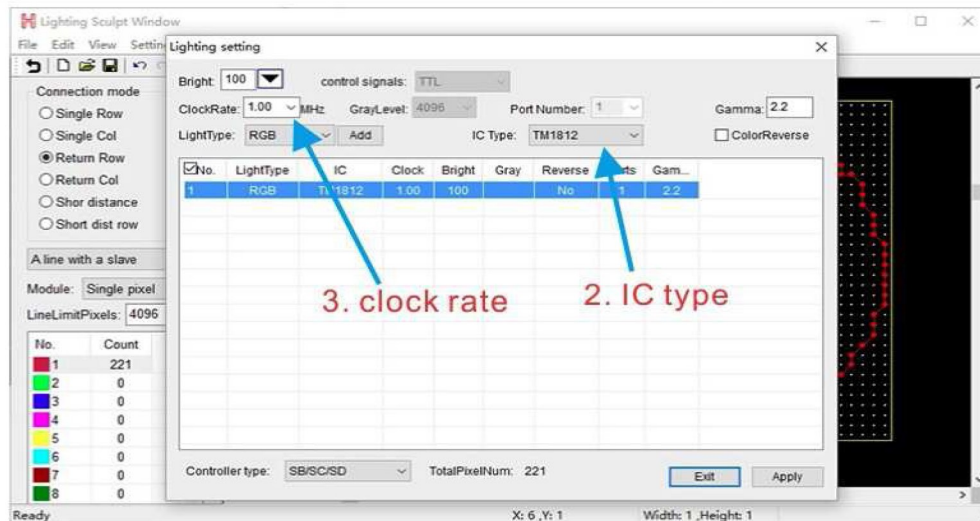 Lighting Sculpt Window
File Edit View Settin
Lighting setting
Connection mode
Single Row
Single Col
Return Row
Return Col
Shor distance
Short dist row
A line with a slave
Module: Single pixel
LineLimitPixels: 4096
No. Count
1 221
2 0
3 0
4 0
5 0
6 0
7 0
8 0
Bright: 100 control signals: TTL
ClockRate: 1.00 MHz GrayLevel: 4096 Port Number: 1 Gamma: 2.2
LightType: RGB Add IC Type: TM1812 ColorReverse
No. LightType IC Clock Bright Gray Reverse Gam...
1 RGB TM1812 1.00 100 No 1 2.2
3. clock rate 2. IC type
Controller type: SB/SC/SD TotalPixelNum: 221 Exit Apply
Ready X: 6 ,Y: 1 Width: 1 ,Height: 1